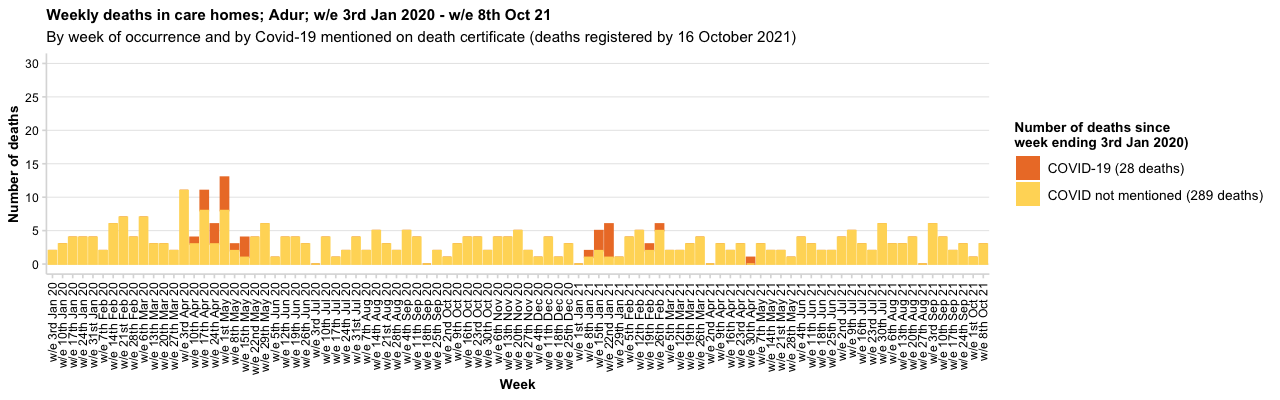 Weekly deaths in care homes; Adur; w/e 3rd Jan 2020 - w/e 8th Oct 21
By week of occurrence and by Covid-19 mentioned on death certificate (deaths registered by 16 October 2021)
30
25
20
15
10
5
0
Number of deaths
w/e 3rd Jan 20
w/e 10th Jan 20
w/e 17th Jan 20
w/e 24th Jan 20
w/e 31st Jan 20
w/e 7th Feb 20
w/e 14th Feb 20
w/e 21st Feb 20
w/e 28th Feb 20
w/e 6th Mar 20
w/e 13th Mar 20
w/e 20th Mar 20
w/e 27th Mar 20
w/e 3rd Apr 20
w/e 10th Apr 20
w/e 17th Apr 20
w/e 24th Apr 20
w/e 1st May 20
w/e 8th May 20
w/e 15th May 20
w/e 22nd May 20
w/e 29th May 20
w/e 5th Jun 20
w/e 12th Jun 20
w/e 19th Jun 20
w/e 26th Jun 20
w/e 3rd Jul 20
w/e 10th Jul 20
w/e 17th Jul 20
w/e 24th Jul 20
w/e 31st Jul 20
w/e 7th Aug 20
w/e 14th Aug 20
w/e 21st Aug 20
w/e 28th Aug 20
w/e 4th Sep 20
w/e 11th Sep 20
w/e 18th Sep 20
w/e 25th Sep 20
w/e 2nd Oct 20
w/e 9th Oct 20
w/e 16th Oct 20
w/e 23rd Oct 20
w/e 30th Oct 20
w/e 6th Nov 20
w/e 13th Nov 20
w/e 20th Nov 20
w/e 27th Nov 20
w/e 4th Dec 20
w/e 11th Dec 20
w/e 18th Dec 20
w/e 25th Dec 20
w/e 1st Jan 21
w/e 8th Jan 21
w/e 15th Jan 21
w/e 22nd Jan 21
w/e 29th Jan 21
w/e 5th Feb 21
w/e 12th Feb 21
w/e 19th Feb 21
w/e 26th Feb 21
w/e 5th Mar 21
w/e 12th Mar 21
w/e 19th Mar 21
w/e 26th Mar 21
w/e 2nd Apr 21
w/e 9th Apr 21
w/e 16th Apr 21
w/e 23rd Apr 21
w/e 30th Apr 21
w/e 7th May 21
w/e 14th May 21
w/e 21st May 21
w/e 28th May 21
w/e 4th Jun 21
w/e 11th Jun 21
w/e 18th Jun 21
w/e 25th Jun 21
w/e 2nd Jul 21
w/e 9th Jul 21
w/e 16th Jul 21
w/e 23rd Jul 21
w/e 30th Jul 21
w/e 6th Aug 21
w/e 13th Aug 21
w/e 20th Aug 21
w/e 27th Aug 21
w/e 3rd Sep 21
w/e 10th Sep 21
w/e 17th Sep 21
w/e 24th Sep 21
w/e 1st Oct 21
w/e 8th Oct 21
Week
Number of deaths since
week ending 3rd Jan 2020)
COVID-19 (28 deaths)
COVID not mentioned (289 deaths)